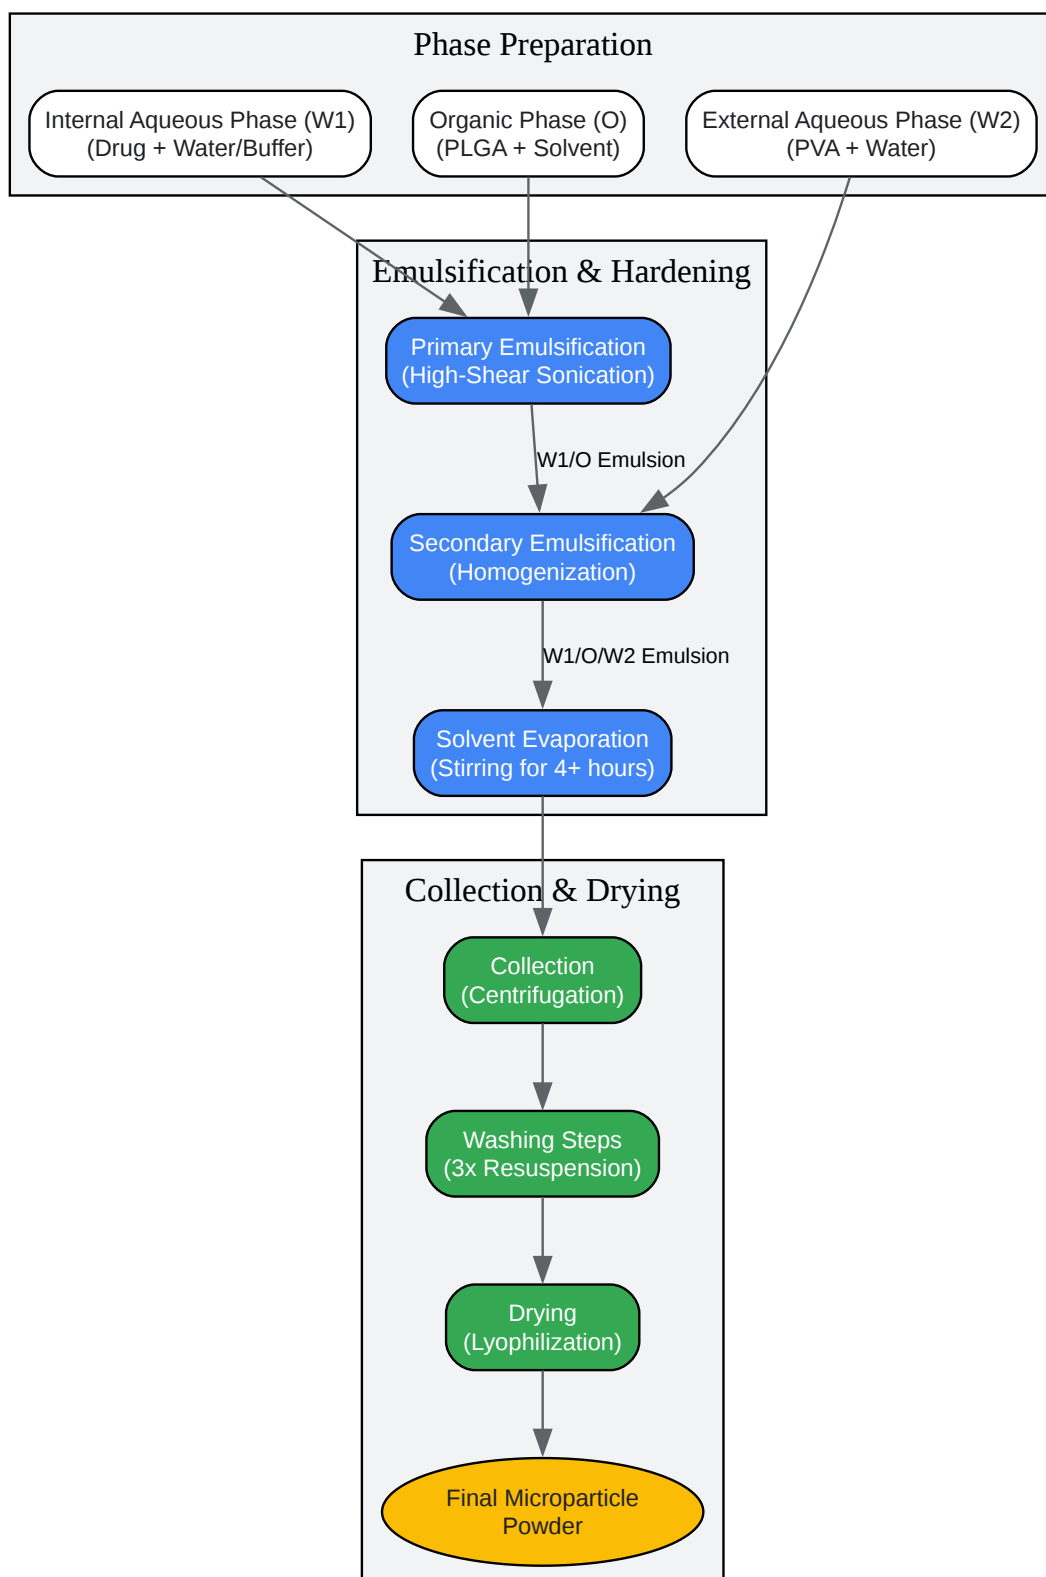 Phase Preparation
Internal Aqueous Phase (W1)
(Drug + Water/Buffer)
Organic Phase (O)
(PLGA + Solvent)
External Aqueous Phase (W2)
(PVA + Water)
Emulsification & Hardening
Primary Emulsification
(High-Shear Sonication)
W1/O Emulsion
Secondary Emulsification
(Homogenization)
W1/O/W2 Emulsion
Solvent Evaporation
(Stirring for 4+ hours)
Collection & Drying
Collection
(Centrifugation)
Washing Steps
(3x Resuspension)
Drying
(Lyophilization)
Final Microparticle
Powder